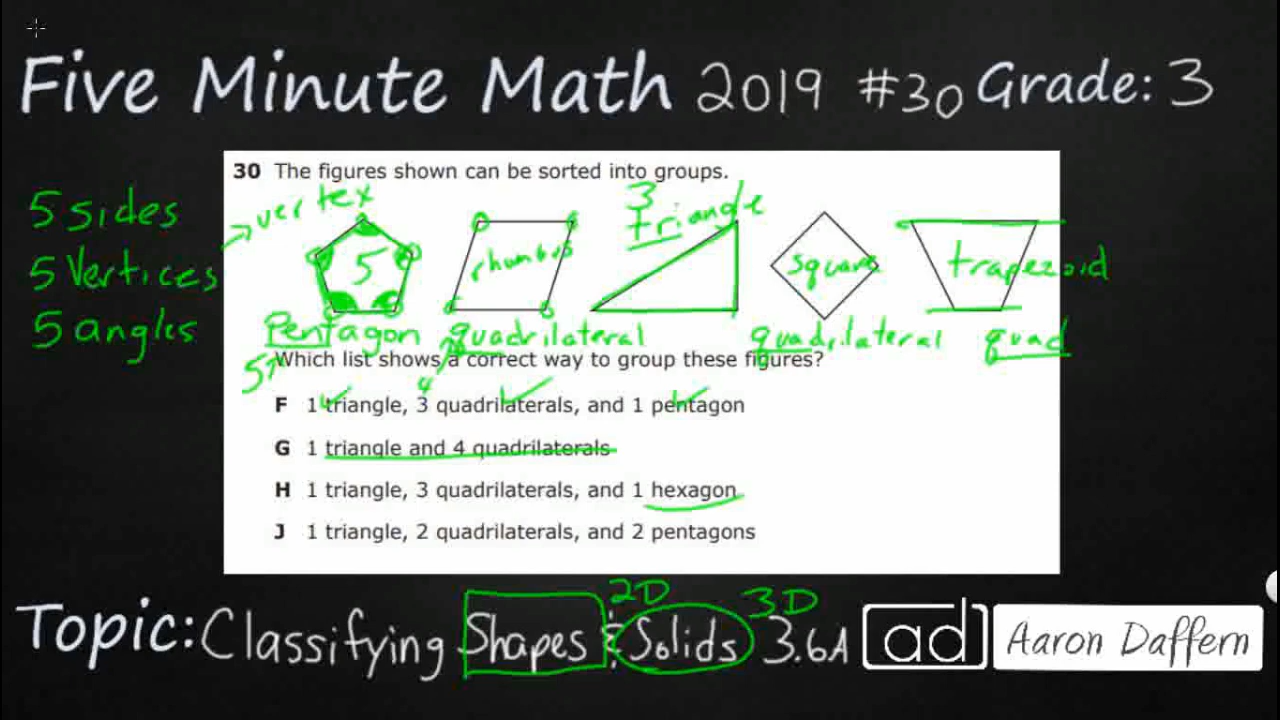 Five Minute Math 2019 #30 Grade: 3
30 The figures shown can be sorted into groups.
5 sides
5 Vertices
5 angles
vertex
3
triangle
5
rhombus
square
trapezoid
Pentagon
quadrilateral
quadrilateral
quad
5
4
Which list shows a correct way to group these figures?
F 1 triangle, 3 quadrilaterals, and 1 pentagon
G 1 triangle and 4 quadrilaterals
H 1 triangle, 3 quadrilaterals, and 1 hexagon
J 1 triangle, 2 quadrilaterals, and 2 pentagons
2D
3D
Topic: Classifying Shapes & Solids 3.6A
ad
Aaron Daffern